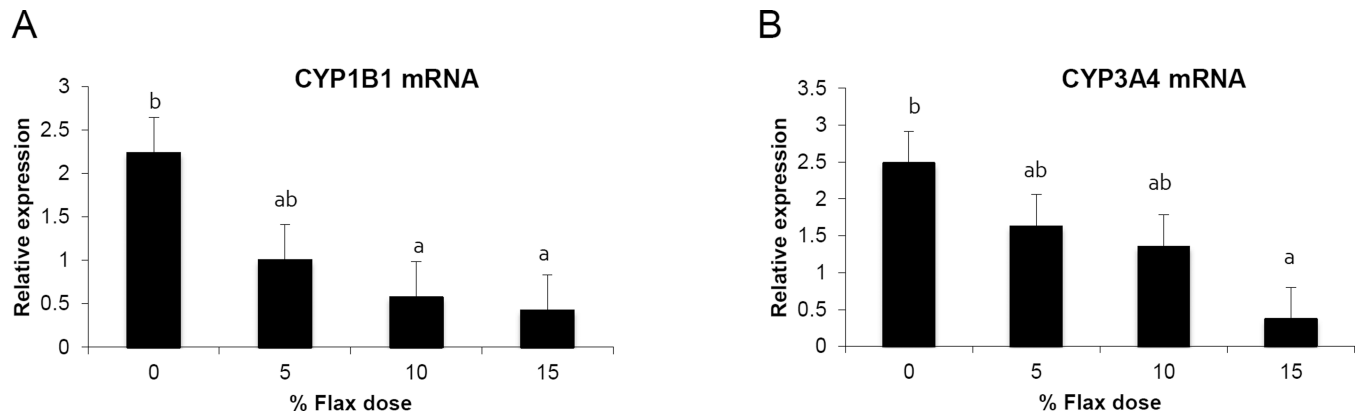 A
CYP1B1 mRNA
Relative expression
3
2.5
2
1.5
1
0.5
0
b
ab
a
a
0 5 10 15
% Flax dose
B
CYP3A4 mRNA
Relative expression
3.5
3
2.5
2
1.5
1
0.5
0
b
ab
ab
a
0 5 10 15
% Flax dose